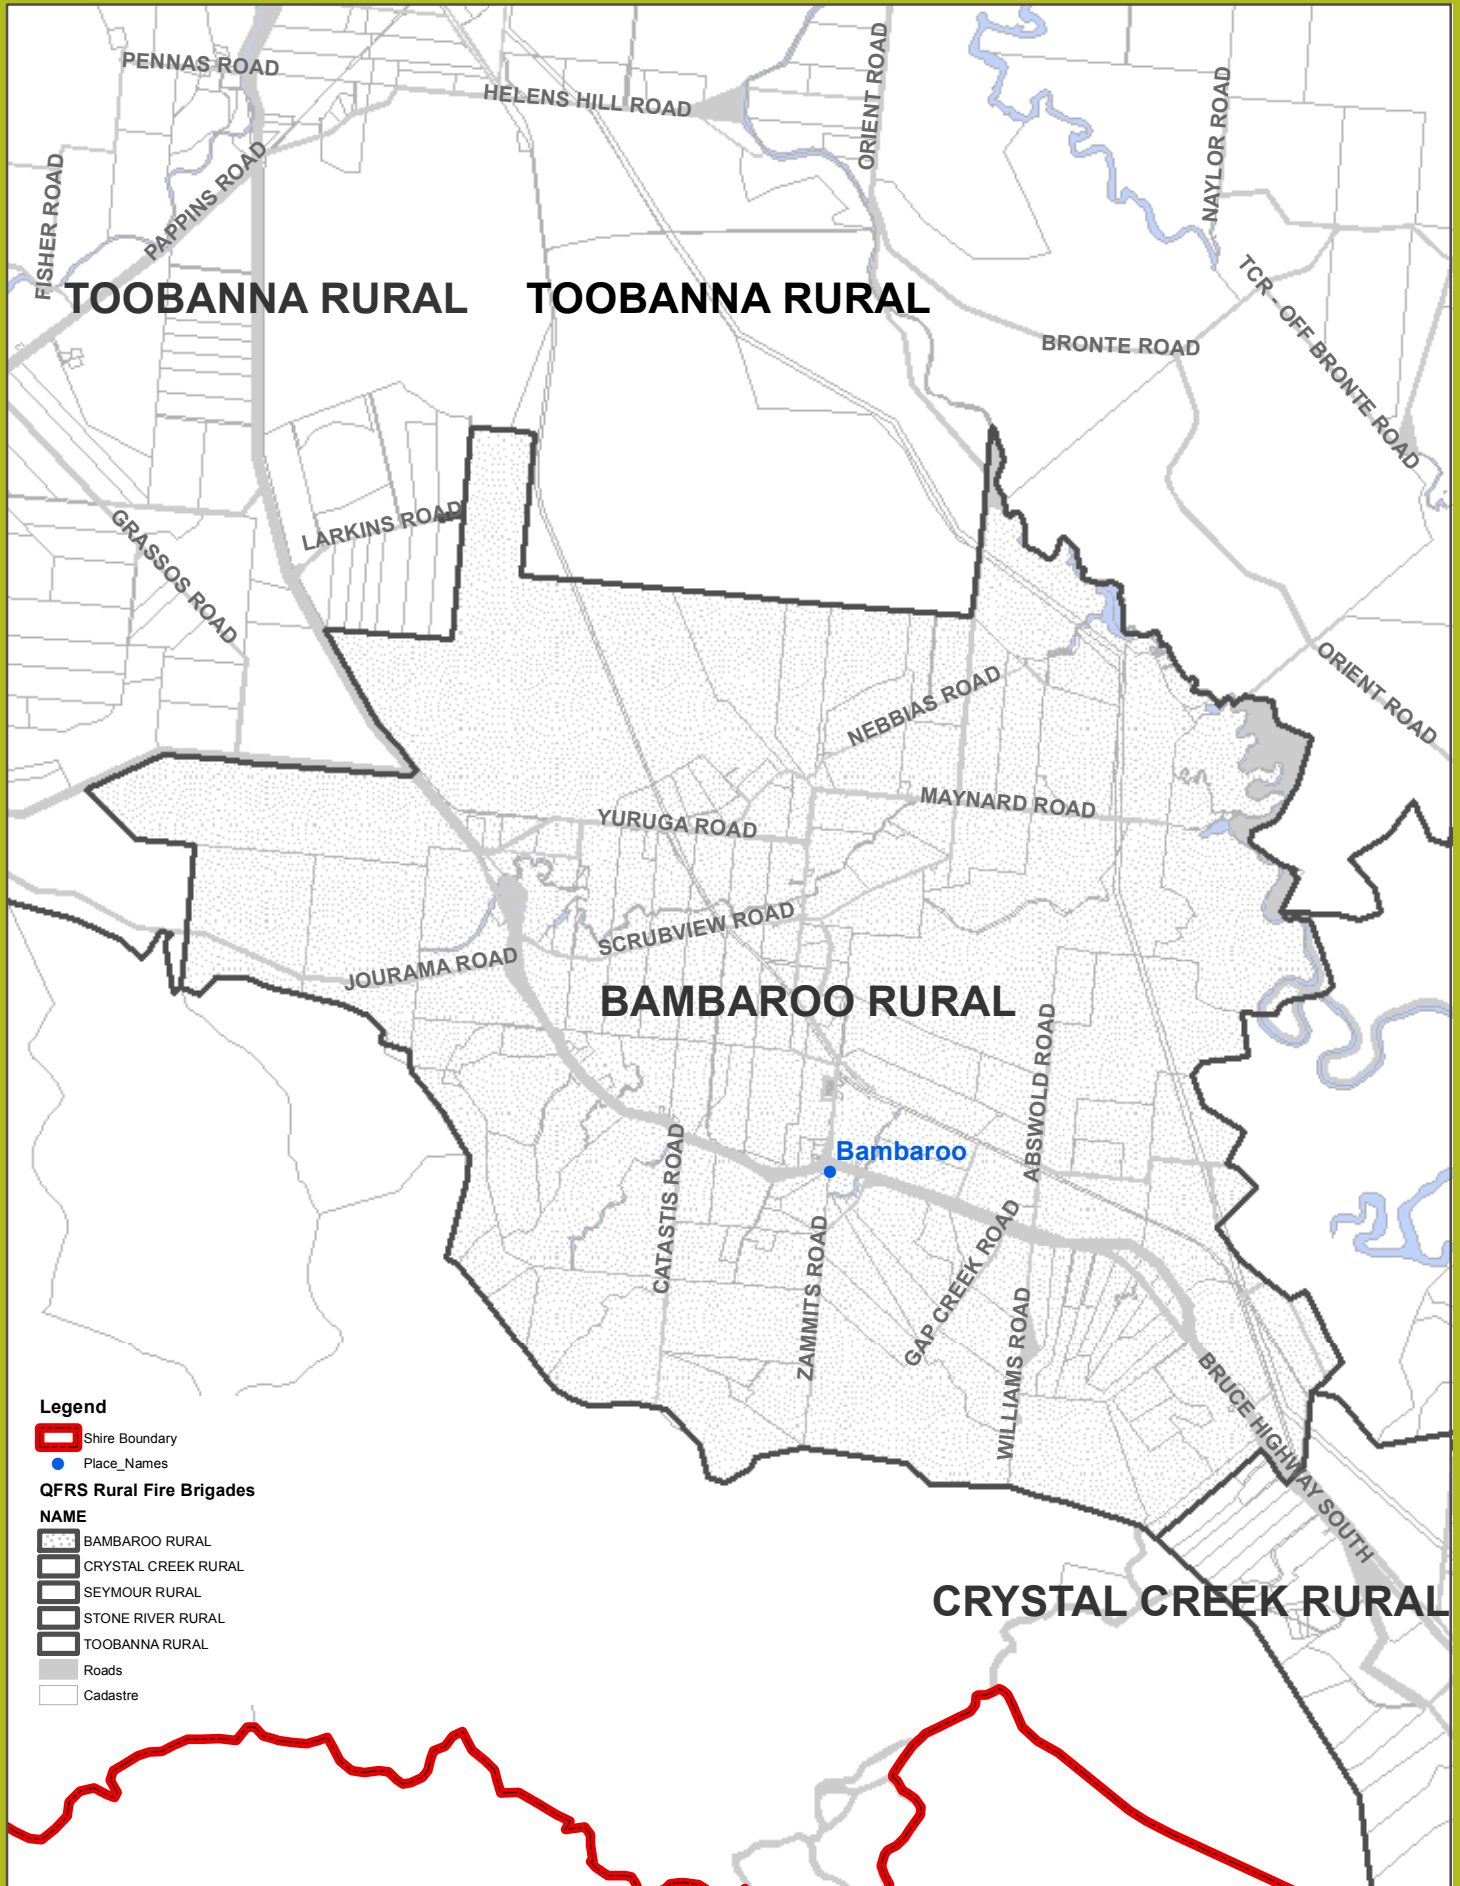 PENNAS ROAD
HELENS HILL ROAD
ORIENT ROAD
NAYLOR ROAD
FISHER ROAD
PAPPINS ROAD
TOOBANNA RURAL
TOOBANNA RURAL
TCR - OFF BRONTE ROAD
BRONTE ROAD
GRASSOS ROAD
LARKINS ROAD
ORIENT ROAD
NEBBIAS ROAD
MAYNARD ROAD
YURUGA ROAD
SCRUBVIEW ROAD
JOURAMA ROAD
BAMBAROO RURAL
ABSWOLD ROAD
Bambaroo
CATASTIS ROAD
ZAMMITS ROAD
GAP CREEK ROAD
WILLIAMS ROAD
BRUCE HIGHWAY SOUTH
CRYSTAL CREEK RURAL
Legend
Shire Boundary
Place_Names
QFRS Rural Fire Brigades
NAME
BAMBAROO RURAL
CRYSTAL CREEK RURAL
SEYMOUR RURAL
STONE RIVER RURAL
TOOBANNA RURAL
Roads
Cadastre